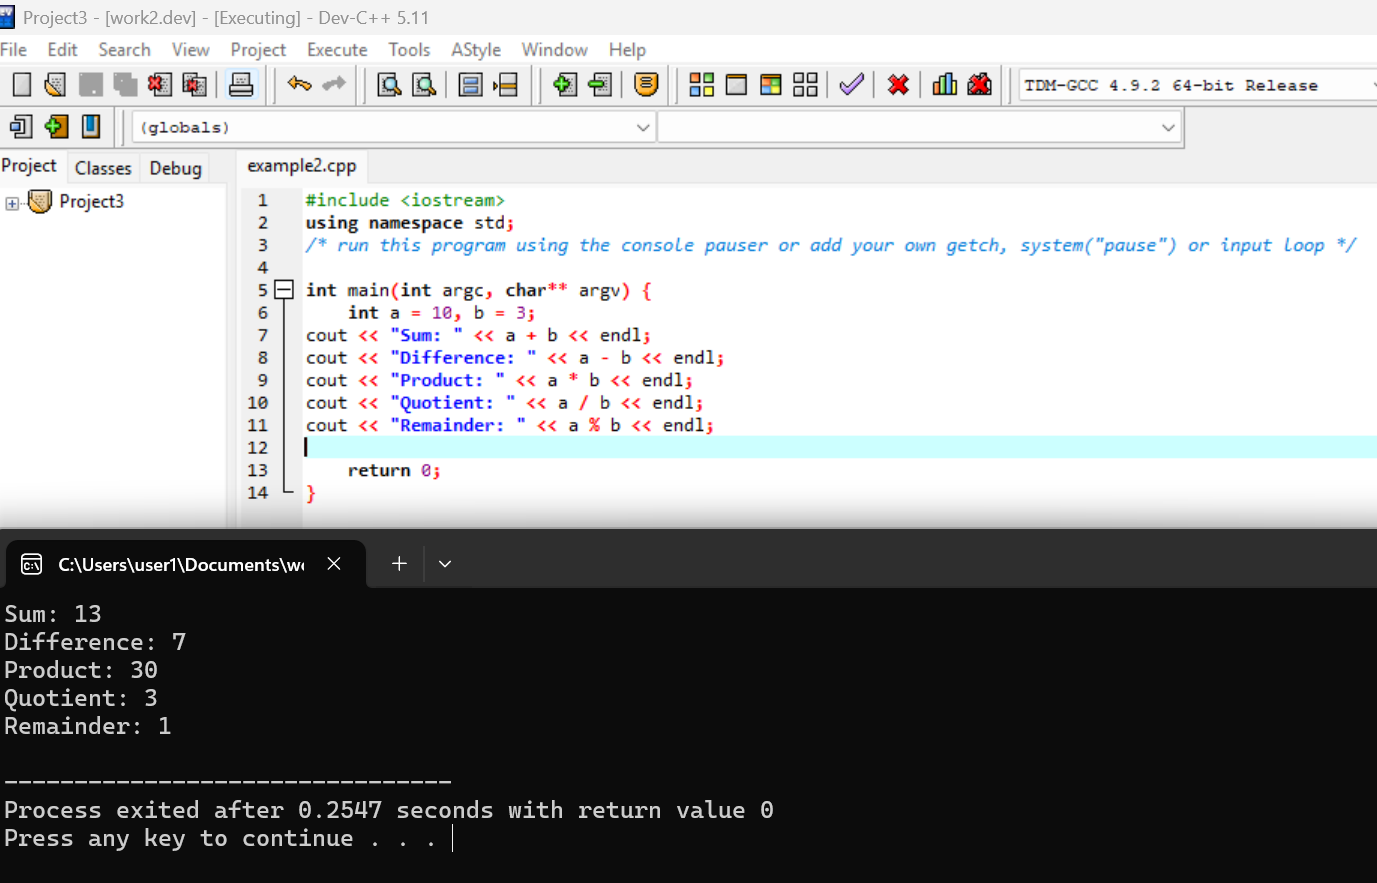 Project3 - [work2.dev] - [Executing] - Dev-C++ 5.11
File Edit Search View Project Execute Tools AStyle Window Help
TDM-GCC 4.9.2 64-bit Release
(globals)
Project Classes Debug
example2.cpp
Project3
1 #include <iostream>
2 using namespace std;
3 /* run this program using the console pauser or add your own getch, system("pause") or input loop */
4
5 int main(int argc, char** argv) {
6 int a = 10, b = 3;
7 cout << "Sum: " << a + b << endl;
8 cout << "Difference: " << a - b << endl;
9 cout << "Product: " << a * b << endl;
10 cout << "Quotient: " << a / b << endl;
11 cout << "Remainder: " << a % b << endl;
12
13 return 0;
14 }
C:\Users\user1\Documents\w
Sum: 13
Difference: 7
Product: 30
Quotient: 3
Remainder: 1
--------------------------------
Process exited after 0.2547 seconds with return value 0
Press any key to continue . . .